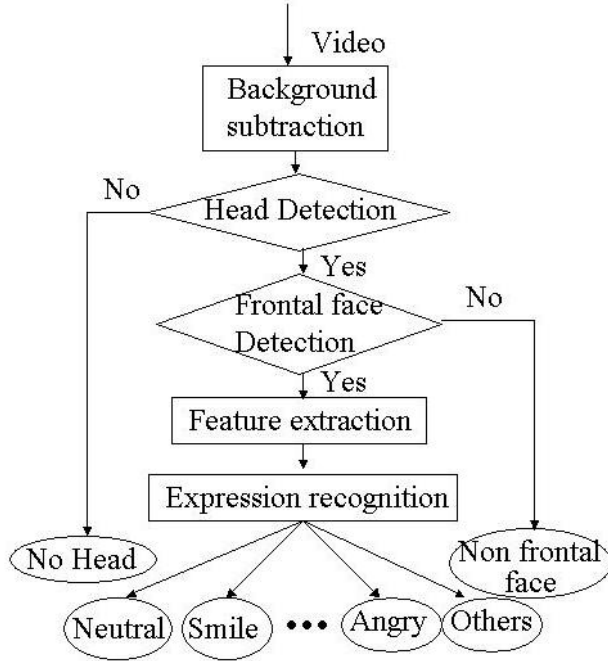 Video
Background
subtraction
No
Head Detection
Yes
Frontal face
Detection
No
Yes
Feature extraction
Expression recognition
No Head
Non frontal
face
Neutral
Smile
•••
Angry
Others